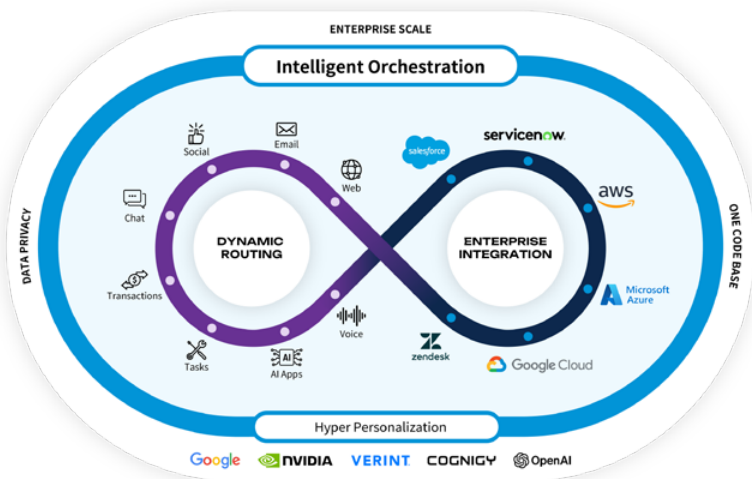 ENTERPRISE SCALE
Intelligent Orchestration
DATA PRIVACY
ONE CODE BASE
Social
Email
Web
Chat
Transactions
Tasks
AI
AI Apps
Voice
DYNAMIC
ROUTING
salesforce
servicenow
aws
Microsoft
Azure
Google Cloud
zendesk
ENTERPRISE
INTEGRATION
Hyper Personalization
Google
NVIDIA
VERINT
COGNIGY
OpenAI